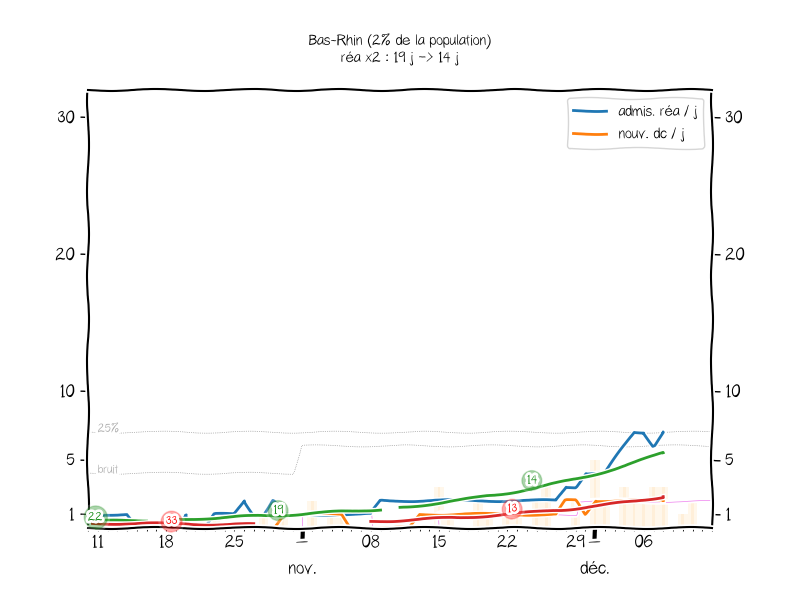 Bas-Rhin (2% de la population)
réa x2 : 19 j -> 14 j
admis. réa / j
nouv. dc / j
30 30
20 20
10 10
25%
5 5
bruit
14
22 33 19 13
1 1
11 18 25 08 15 22 29 06
nov. déc.